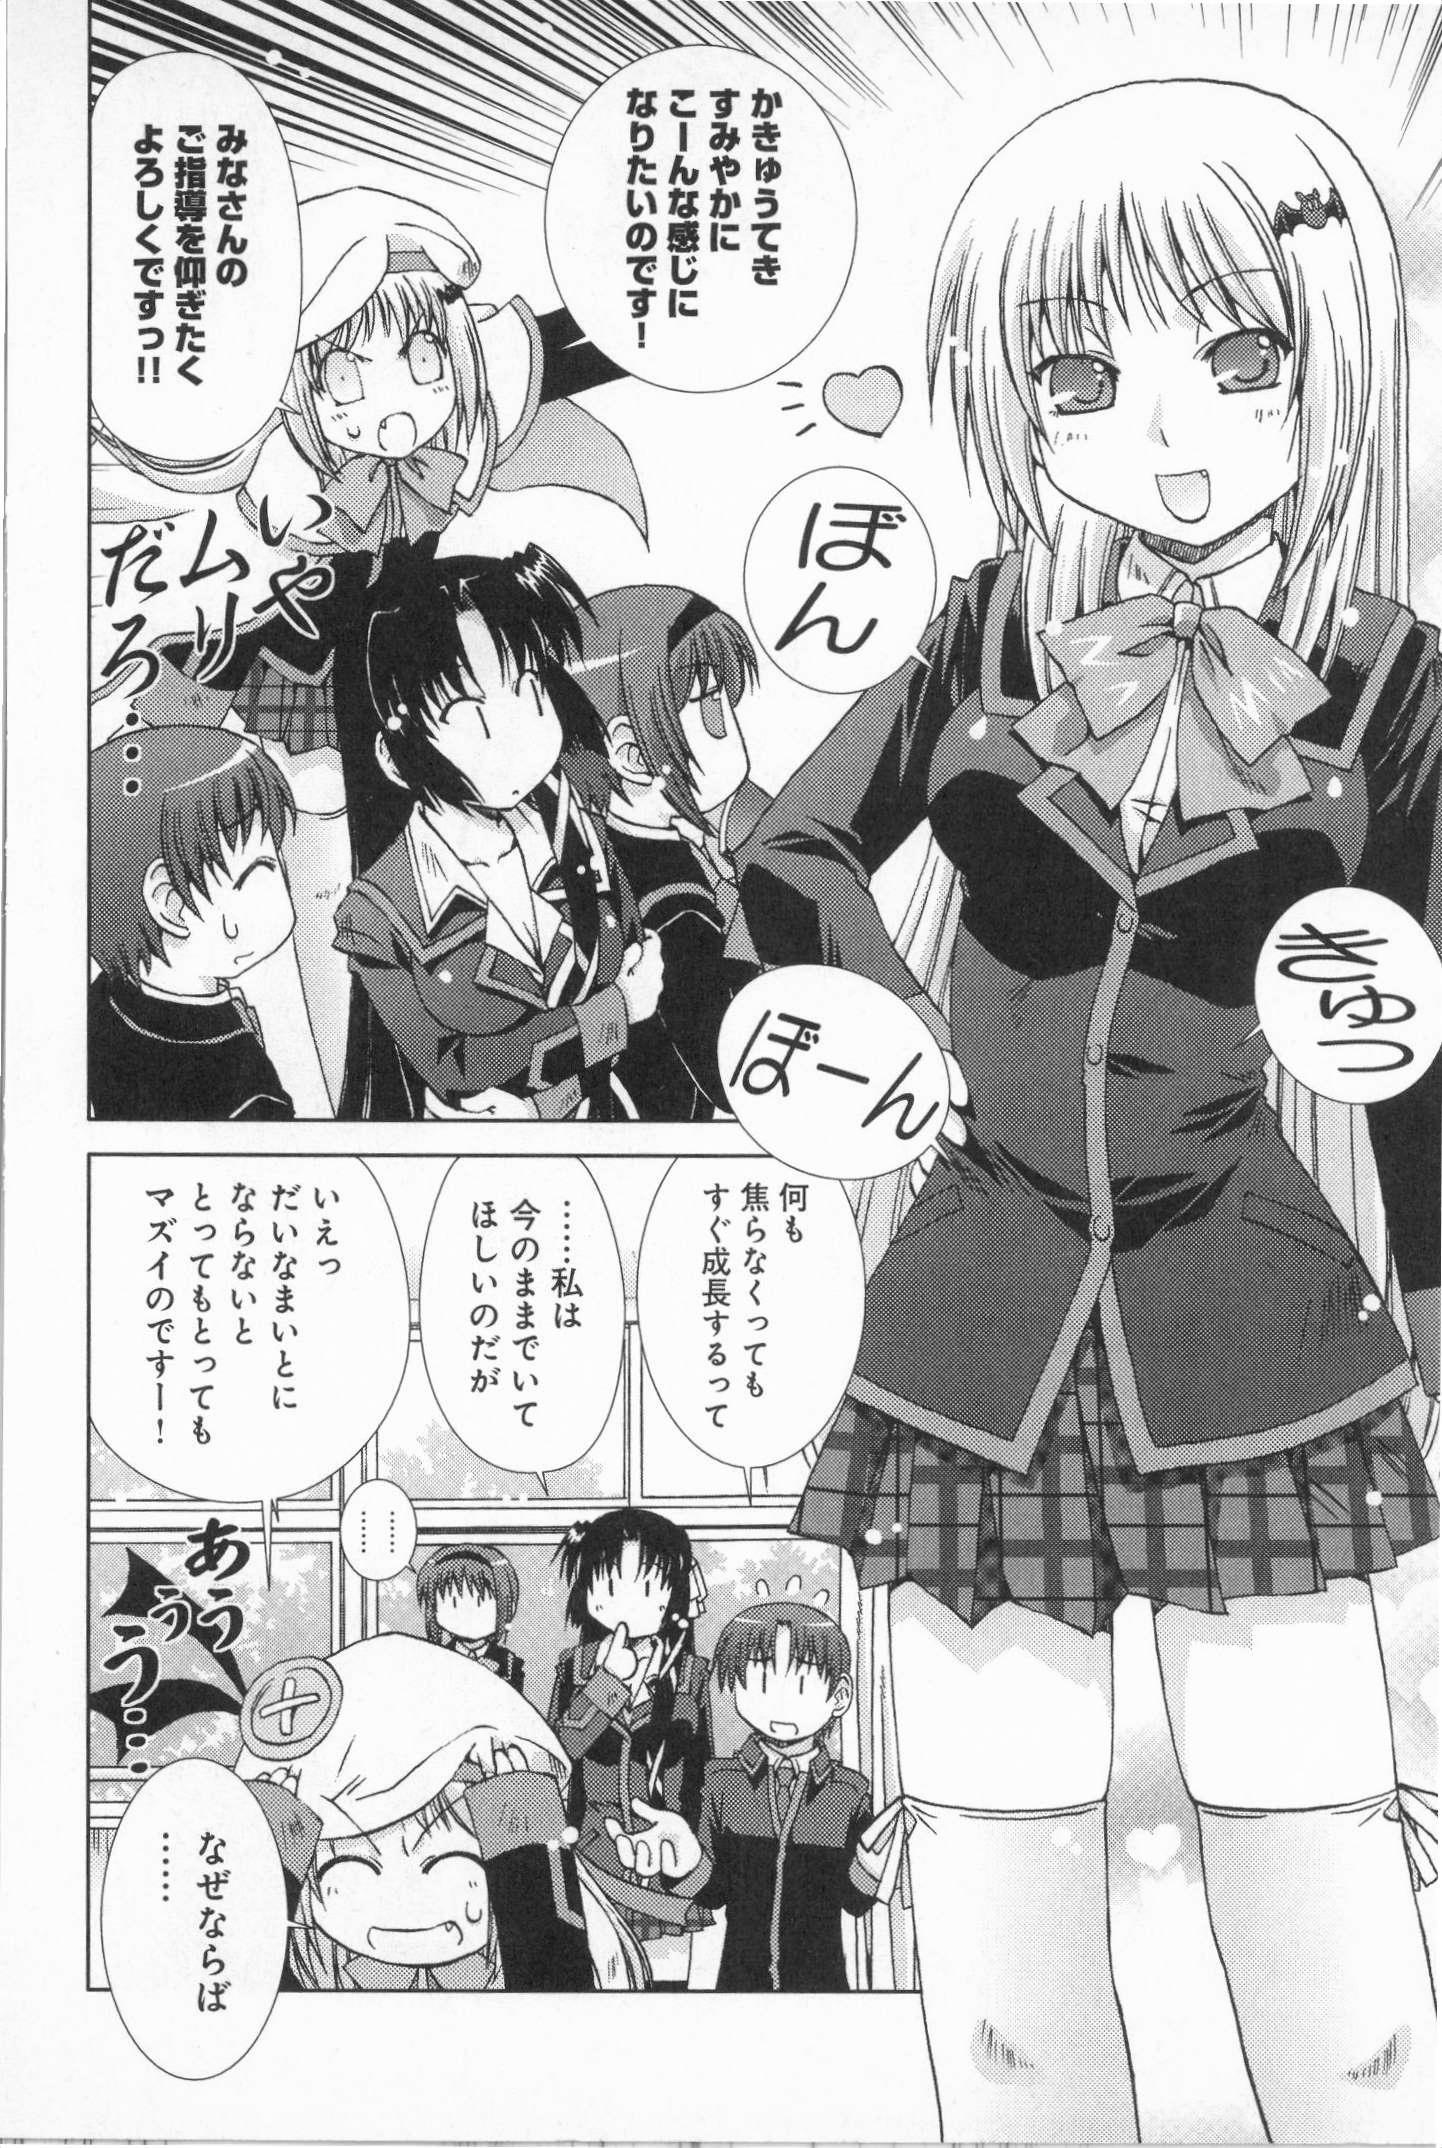 かきゅうてき
すみやかに
こーんな感じに
なりたいのです！
みなさんの
ご指導を仰ぎたく
よろしくですっ!!
ぼん
きゅっ
ぼーん
いや
ムリ
だろ…
何も
焦らなくっても
すぐ成長するって
……私は
今のままでいて
ほしいのだが
いえっ
だいなまいとに
ならないと
とってもとっても
マズイのですー！
……
……
あぅ
ぅぅ
う……
なぜならば
……